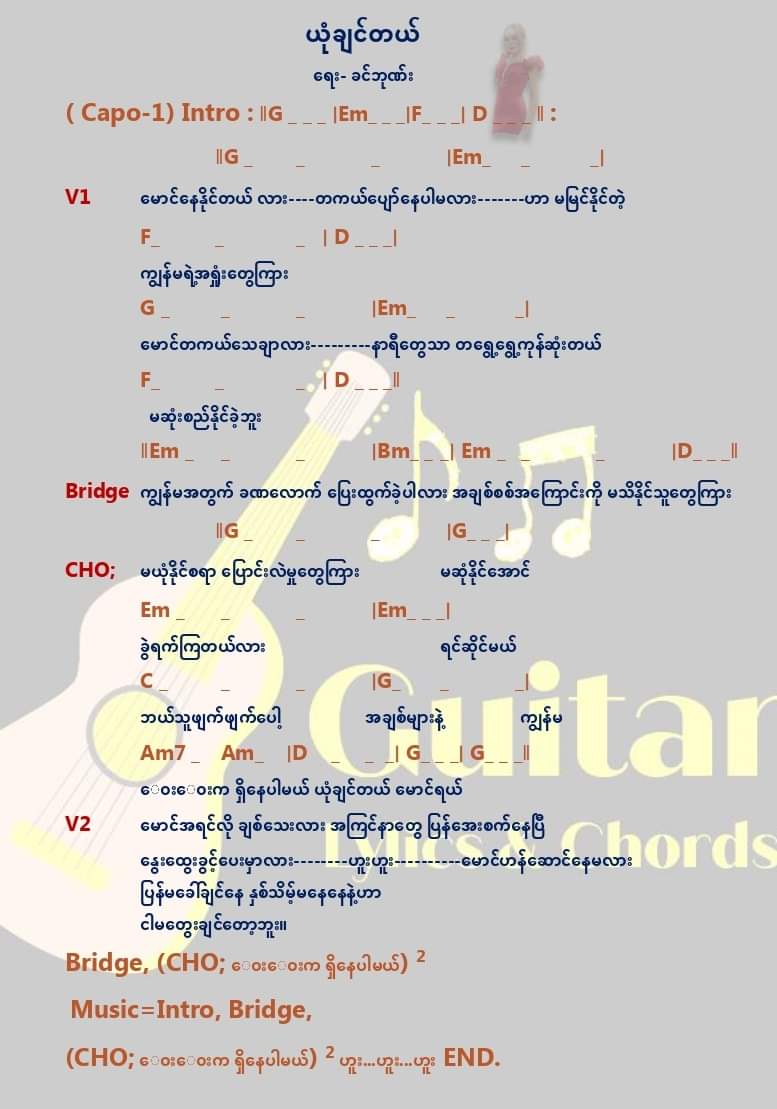 ယုံချင်တယ်
ရေး- ခင်ဘုဏ်း
( Capo-1) Intro : ‖G _ _ _ |Em_ _ _|F_ _ _| D _ _ _ ‖ :
‖G _ _ _ |Em_ _ _|
V1 မောင်နေနိုင်တယ် လား----တကယ်ပျော်နေပါမလား-------ဟာ မမြင်နိုင်တဲ့
F_ _ _ | D _ _ _|
ကျွန်မရဲ့အရှုံးတွေကြား
G _ _ _ |Em_ _ _|
မောင်တကယ်သေချာလား---------နာရီတွေသာ တရွေ့ရွေ့ကုန်ဆုံးတယ်
F_ _ _ | D _ _ _‖
မဆုံးစည်နိုင်ခဲ့ဘူး
‖Em _ _ _ |Bm_ _ _| Em _ _ _ _ |D_ _ _‖
Bridge ကျွန်မအတွက် ခဏလောက် ပြေးထွက်ခဲ့ပါလား အချစ်စစ်အကြောင်းကို မသိနိုင်သူတွေကြား
‖G _ _ _ |G_ _ _|
CHO; မယုံနိုင်စရာ ပြောင်းလဲမှုတွေကြား မဆုံနိုင်အောင်
Em _ _ _ |Em_ _ _|
ခွဲရက်ကြတယ်လား ရင်ဆိုင်မယ်
C _ _ _ |G_ _ _|
ဘယ်သူဖျက်ဖျက်ပေါ့ အချစ်များနဲ့ ကျွန်မ
Am7 _ Am_ |D _ _ _| G_ _ _| G_ _ _‖
ေဝးေဝးက ရှိနေပါမယ် ယုံချင်တယ် မောင်ရယ်
V2 မောင်အရင်လို ချစ်သေးလား အကြင်နာတွေ ပြန်အေးစက်နေပြီ
နွေးထွေးခွင့်ပေးမှာလား--------ဟူးဟူး----------မောင်ဟန်ဆောင်နေမလား
ပြန်မခေါ်ချင်နေ နှစ်သိမ့်မနေနေနဲ့ဟာ
ငါမတွေးချင်တော့ဘူး။
Bridge, (CHO; ေဝးေဝးက ရှိနေပါမယ်) 2
Music=Intro, Bridge,
(CHO; ေဝးေဝးက ရှိနေပါမယ်) 2 ဟူး...ဟူး...ဟူး END.
Guitar
Lyrics & Chords